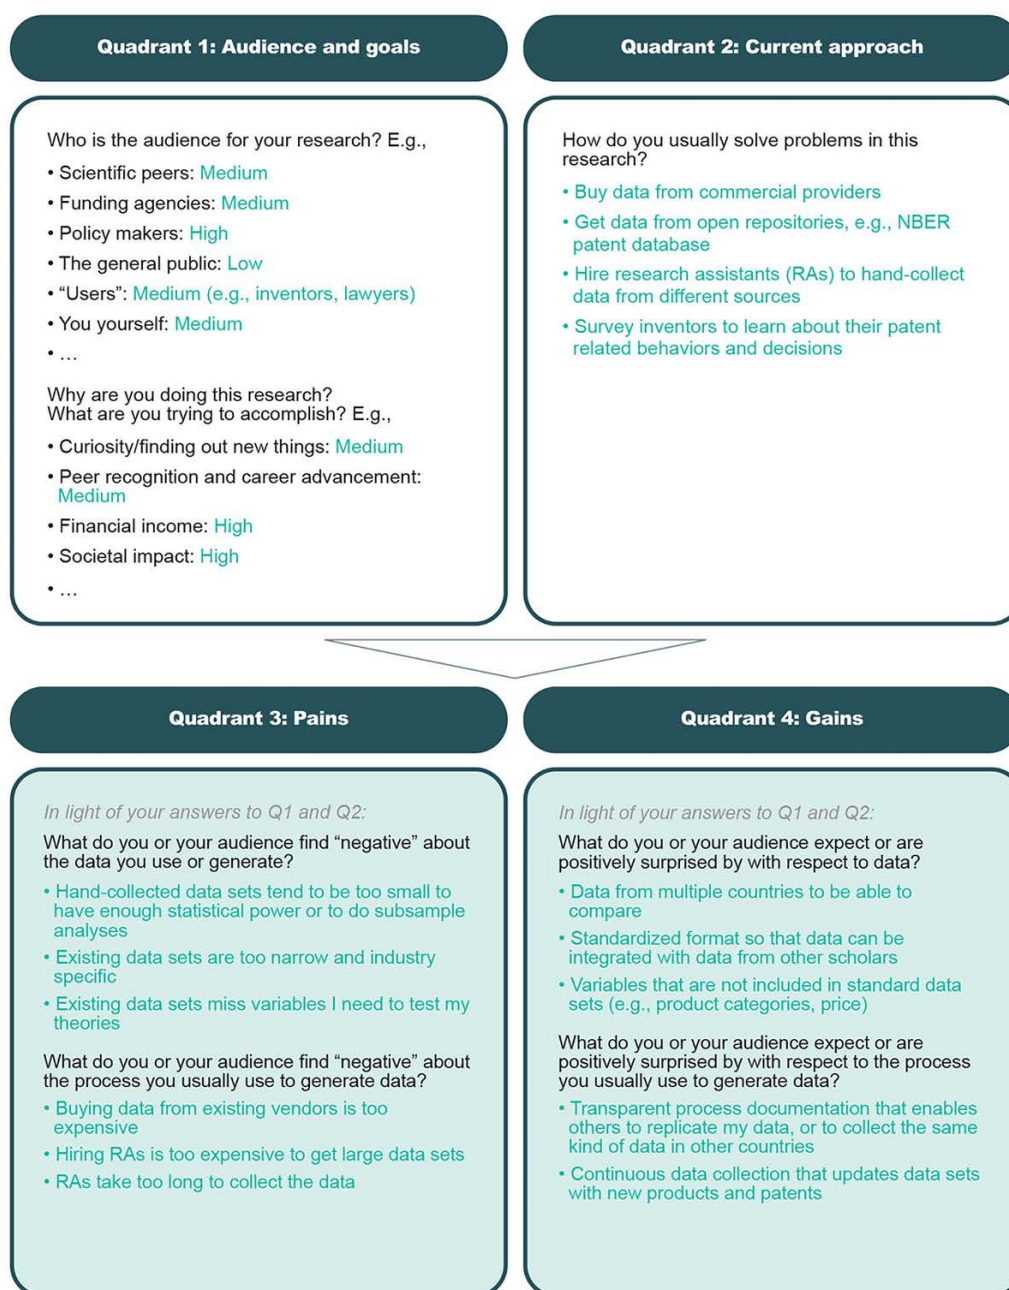 Quadrant 1: Audience and goals
Who is the audience for your research? E.g.,
• Scientific peers: Medium
• Funding agencies: Medium
• Policy makers: High
• The general public: Low
• “Users”: Medium (e.g., inventors, lawyers)
• You yourself: Medium
• …
Why are you doing this research?
What are you trying to accomplish? E.g.,
• Curiosity/finding out new things: Medium
• Peer recognition and career advancement:
Medium
• Financial income: High
• Societal impact: High
• …
Quadrant 2: Current approach
How do you usually solve problems in this
research?
• Buy data from commercial providers
• Get data from open repositories, e.g., NBER
patent database
• Hire research assistants (RAs) to hand-collect
data from different sources
• Survey inventors to learn about their patent
related behaviors and decisions
Quadrant 3: Pains
In light of your answers to Q1 and Q2:
What do you or your audience find “negative” about
the data you use or generate?
• Hand-collected data sets tend to be too small to
have enough statistical power or to do subsample
analyses
• Existing data sets are too narrow and industry
specific
• Existing data sets miss variables I need to test my
theories
What do you or your audience find “negative” about
the process you usually use to generate data?
• Buying data from existing vendors is too
expensive
• Hiring RAs is too expensive to get large data sets
• RAs take too long to collect the data
Quadrant 4: Gains
In light of your answers to Q1 and Q2:
What do you or your audience expect or are
positively surprised by with respect to data?
• Data from multiple countries to be able to
compare
• Standardized format so that data can be
integrated with data from other scholars
• Variables that are not included in standard data
sets (e.g., product categories, price)
What do you or your audience expect or are
positively surprised by with respect to the process
you usually use to generate data?
• Transparent process documentation that enables
others to replicate my data, or to collect the same
kind of data in other countries
• Continuous data collection that updates data sets
with new products and patents